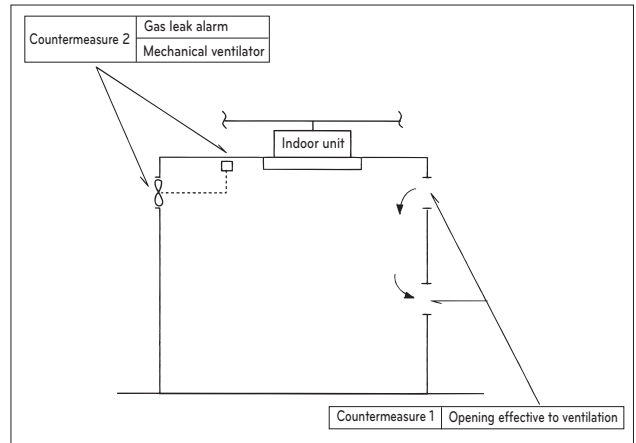 Countermeasure 2
Gas leak alarm
Mechanical ventilator
Indoor unit
Countermeasure 1
Opening effective to ventilation